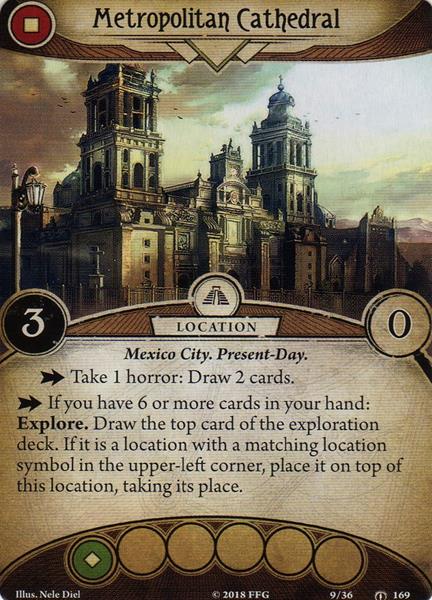 Metropolitan Cathedral
3
0
LOCATION
Mexico City. Present-Day.
Take 1 horror: Draw 2 cards.
If you have 6 or more cards in your hand:
Explore. Draw the top card of the exploration
deck. If it is a location with a matching location
symbol in the upper-left corner, place it on top of
this location, taking its place.
Illus. Nele Diel
© 2018 FFG
9/36
169